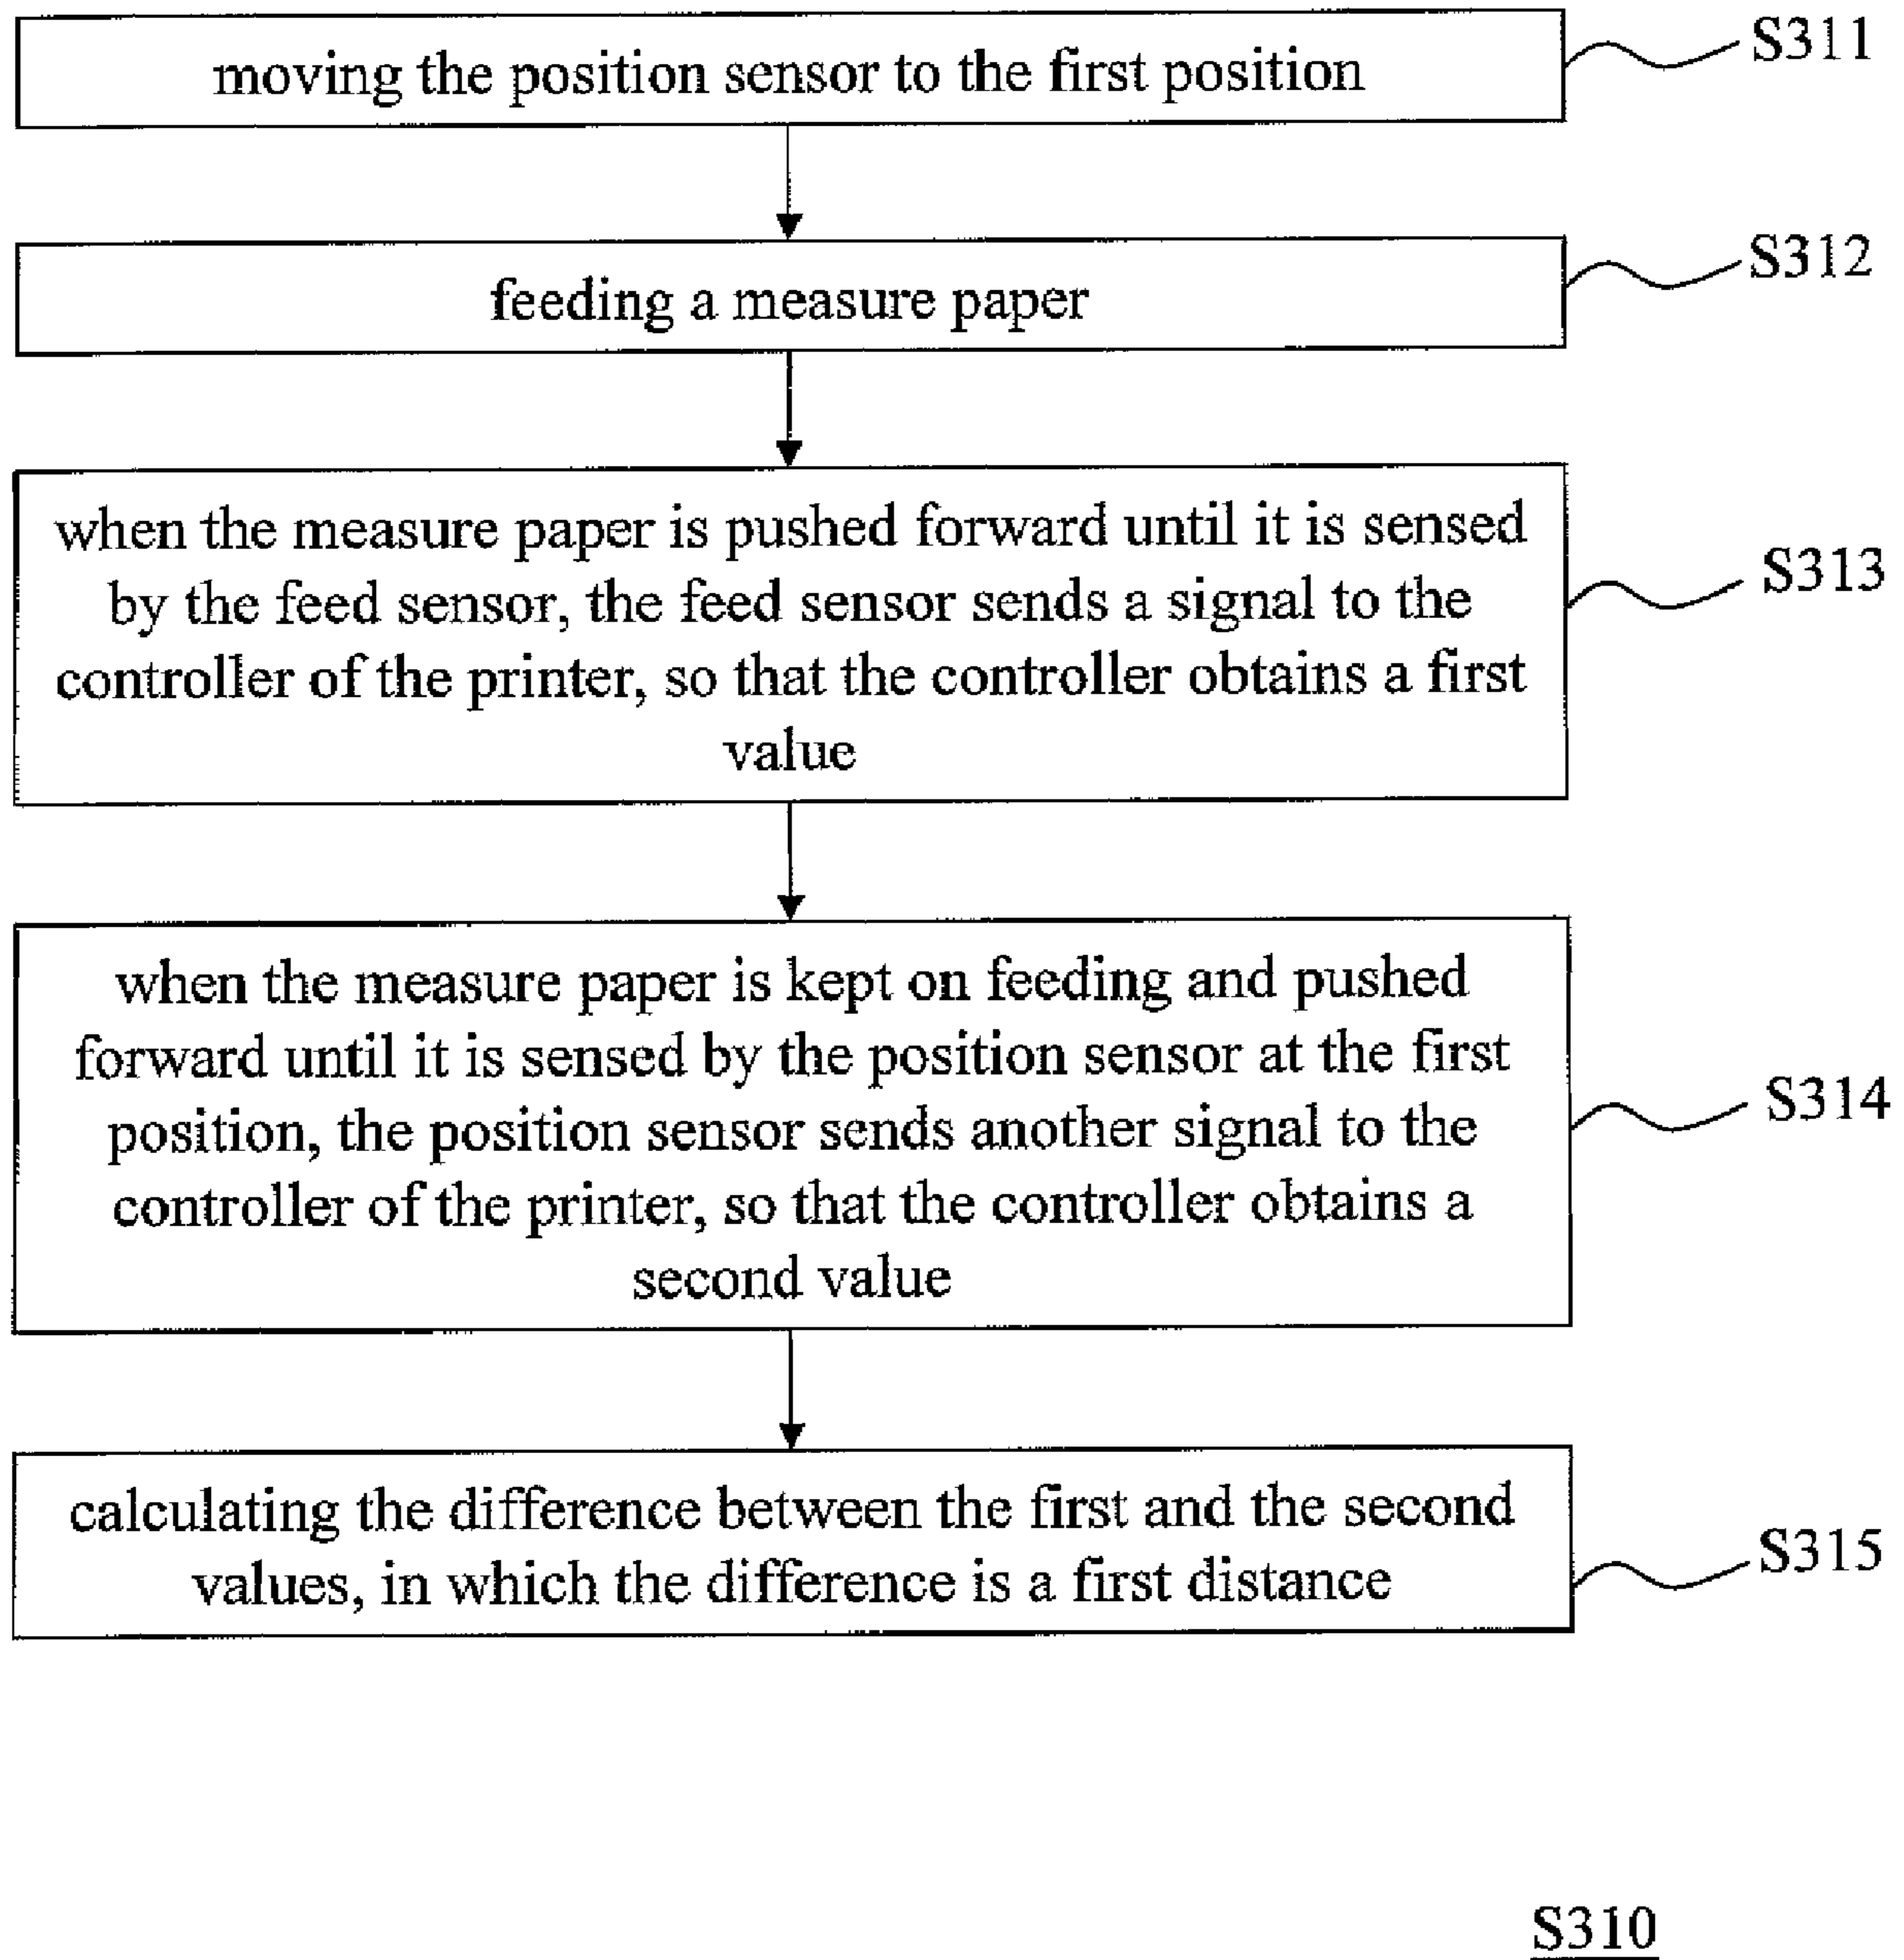 moving the position sensor to the first position
S311
feeding a measure paper
S312
when the measure paper is pushed forward until it is sensed
by the feed sensor, the feed sensor sends a signal to the
controller of the printer, so that the controller obtains a first
value
S313
when the measure paper is kept on feeding and pushed
forward until it is sensed by the position sensor at the first
position, the position sensor sends another signal to the
controller of the printer, so that the controller obtains a
second value
S314
calculating the difference between the first and the second
values, in which the difference is a first distance
S315
S310